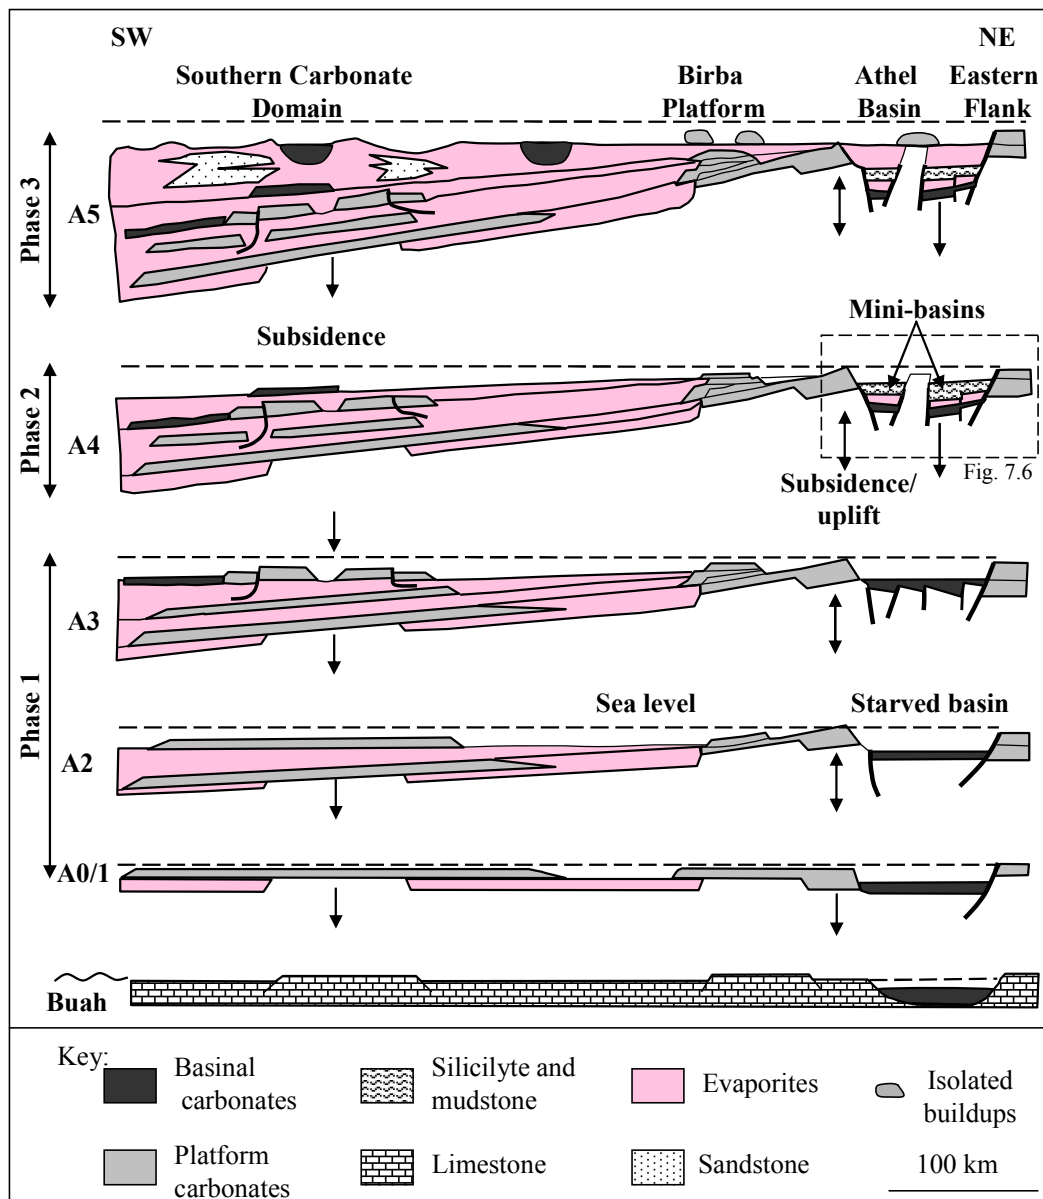 SW
NE
Southern Carbonate
Domain
Birba
Platform
Athel
Basin
Eastern
Flank
Phase 3
A5
Subsidence
Mini-basins
Phase 2
A4
Fig. 7.6
Subsidence/
uplift
A3
Phase 1
Sea level
Starved basin
A2
A0/1
Buah
Key:
Basinal
carbonates
Silicilyte and
mudstone
Evaporites
Isolated
buildups
Platform
carbonates
Limestone
Sandstone
100 km